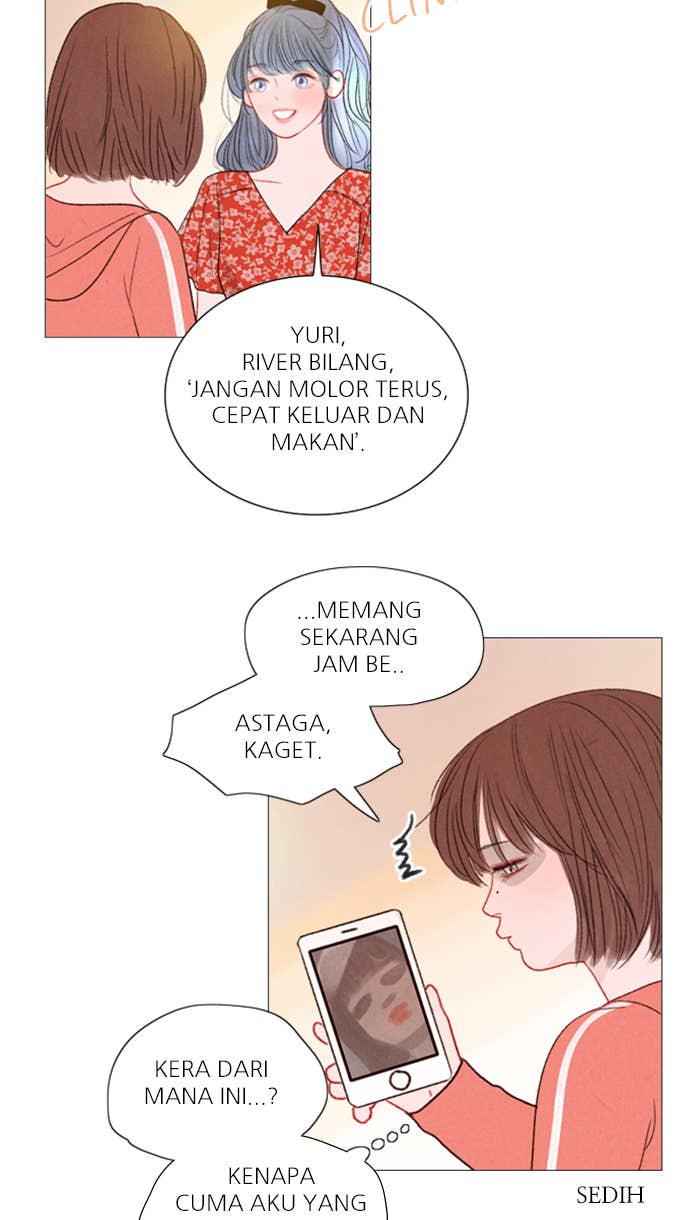 YURI,
RIVER BILANG,
‘JANGAN MOLOR TERUS,
CEPAT KELUAR DAN
MAKAN’.
...MEMANG
SEKARANG
JAM BE..
ASTAGA,
KAGET.
KERA DARI
MANA INI...?
KENAPA
CUMA AKU YANG
SEDIH